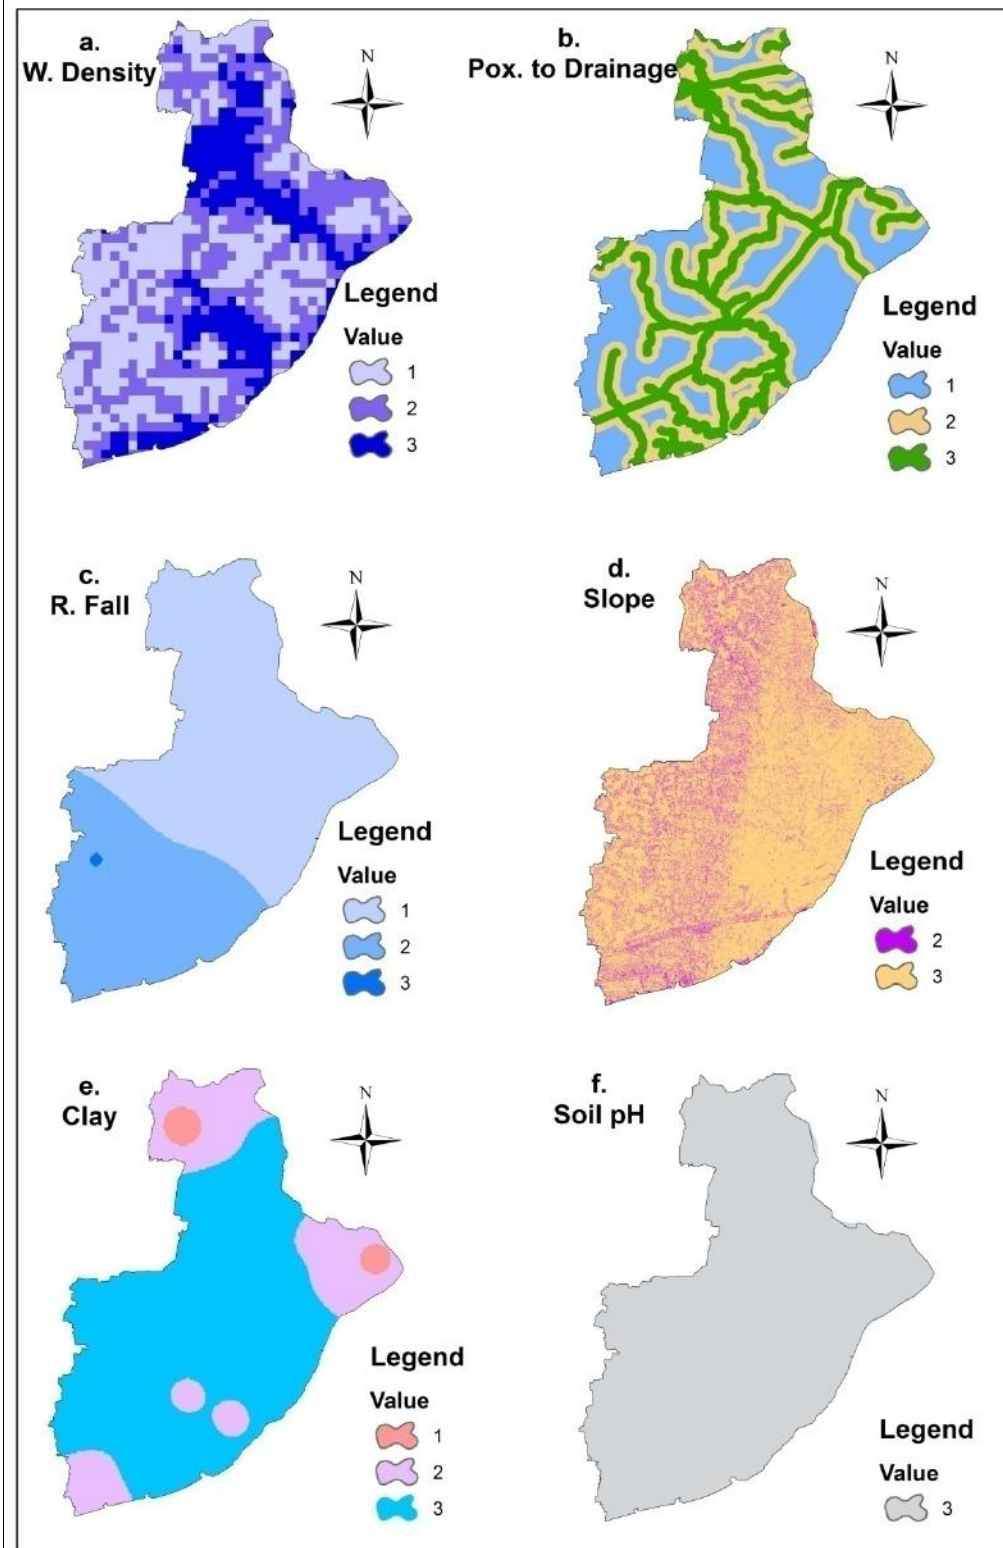 a.
W. Density
N
Legend
Value
1
2
3
b.
Pox. to Drainage
N
Legend
Value
1
2
3
c.
R. Fall
N
Legend
Value
1
2
3
d.
Slope
N
Legend
Value
2
3
e.
Clay
N
Legend
Value
1
2
3
f.
Soil pH
N
Legend
Value
3